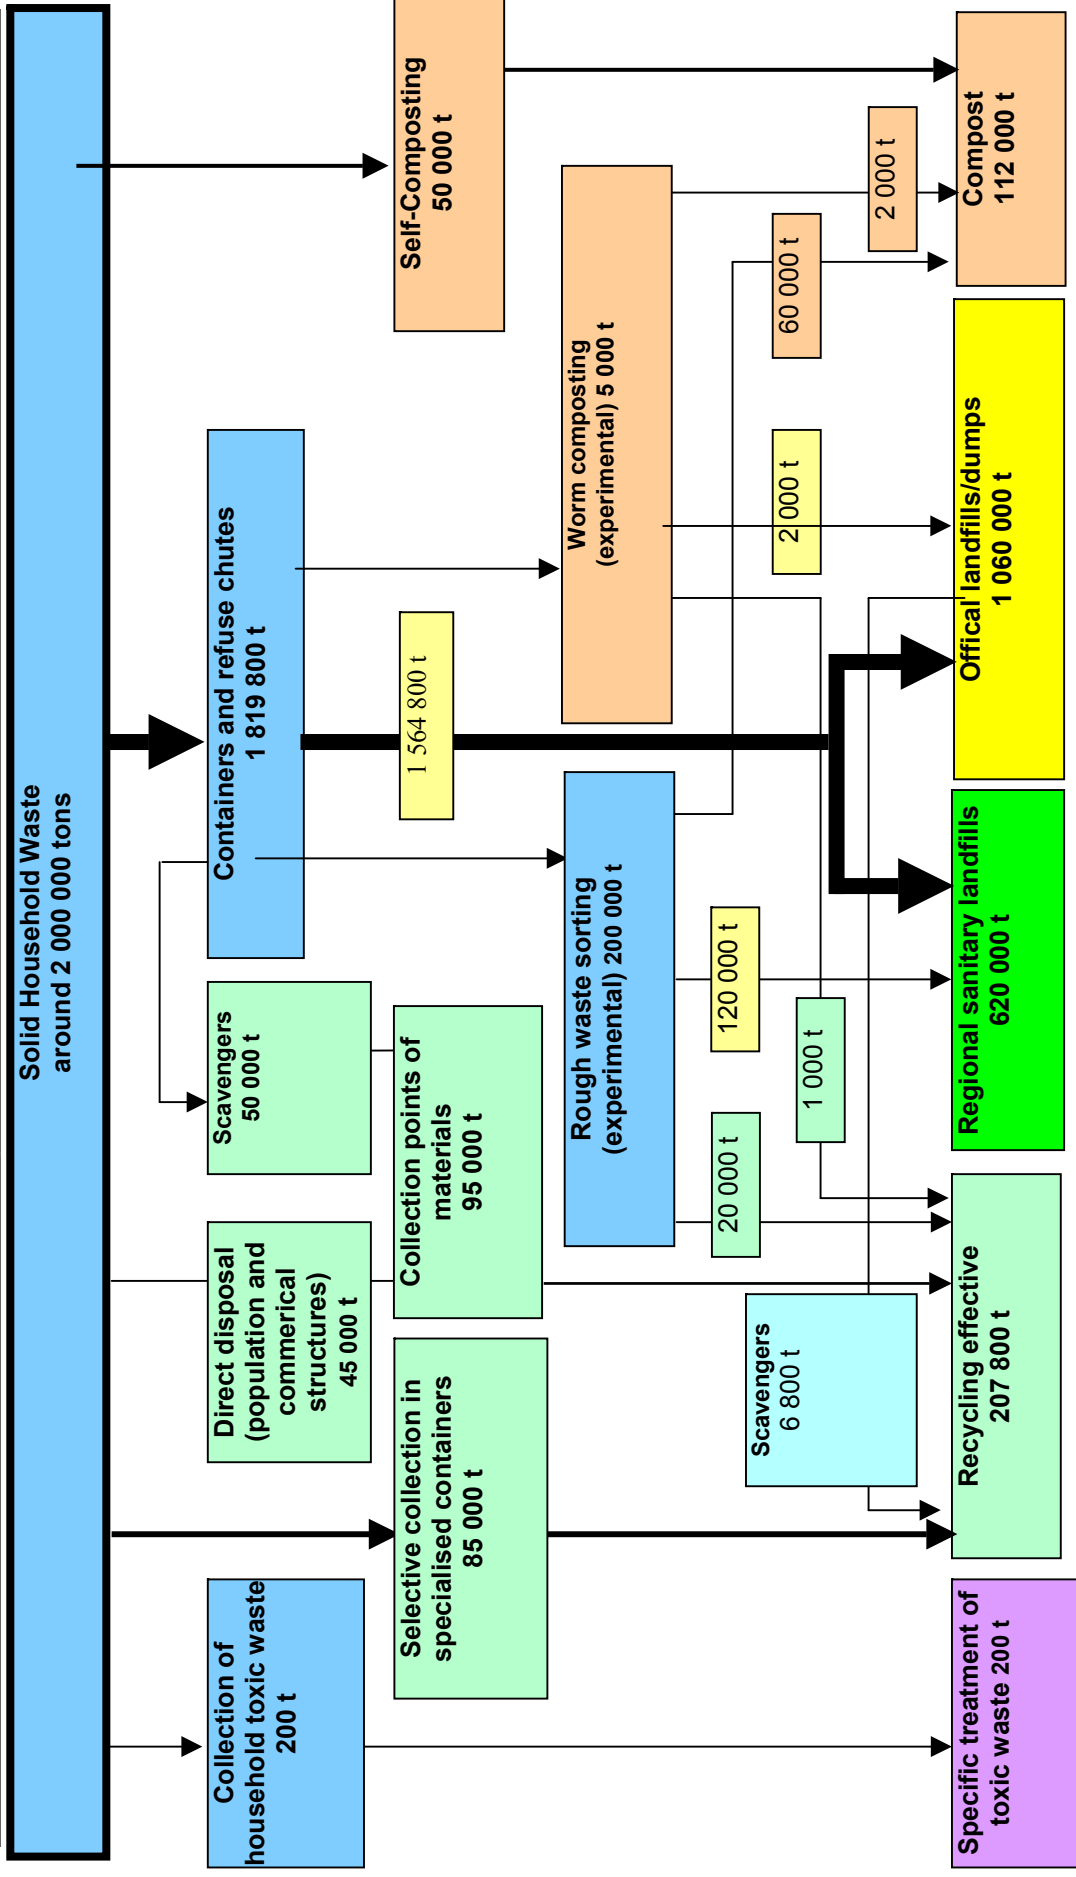 Solid Household Waste
around 2 000 000 tons
Collection of
household toxic waste
200 t
Direct disposal
(population and
commerical
structures)
45 000 t
Scavengers
50 000 t
Containers and refuse chutes
1 819 800 t
Selective collection in
specialised containers
85 000 t
Collection points of
materials
95 000 t
1 564 800 t
Self-Composting
50 000 t
Rough waste sorting
(experimental) 200 000 t
Worm composting
(experimental) 5 000 t
20 000 t
120 000 t
Scavengers
6 800 t
1 000 t
2 000 t
60 000 t
2 000 t
Specific treatment of
toxic waste 200 t
Recycling effective
207 800 t
Regional sanitary landfills
620 000 t
Offical landfills/dumps
1 060 000 t
Compost
112 000 t